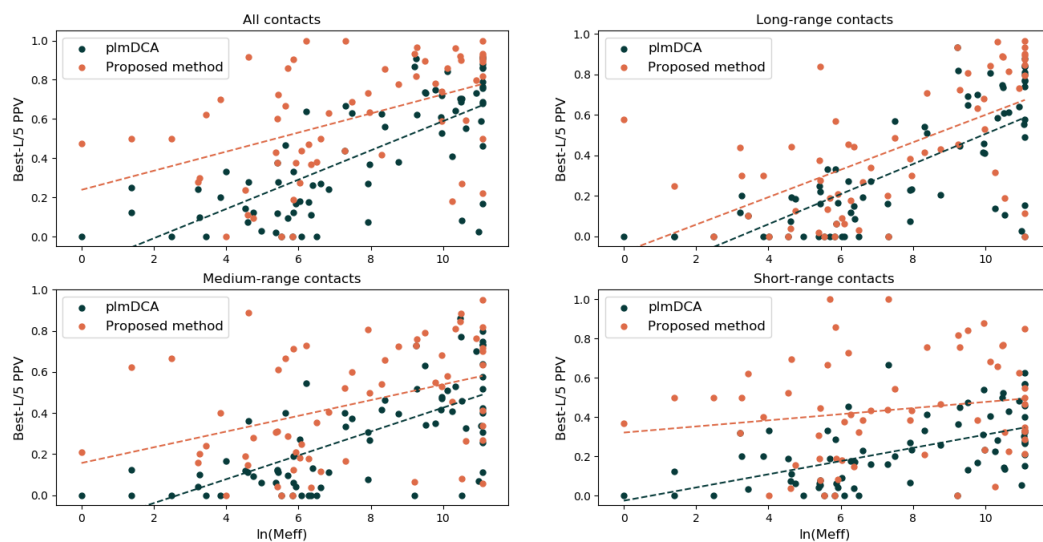 All contacts
Best-L/5 PPV
1.0
0.8
0.6
0.4
0.2
0.0
plmDCA
Proposed method
0 2 4 6 8 10
Long-range contacts
Best-L/5 PPV
1.0
0.8
0.6
0.4
0.2
0.0
plmDCA
Proposed method
0 2 4 6 8 10
Medium-range contacts
Best-L/5 PPV
1.0
0.8
0.6
0.4
0.2
0.0
plmDCA
Proposed method
0 2 4 6 8 10
ln(Meff)
Short-range contacts
Best-L/5 PPV
1.0
0.8
0.6
0.4
0.2
0.0
plmDCA
Proposed method
0 2 4 6 8 10
ln(Meff)